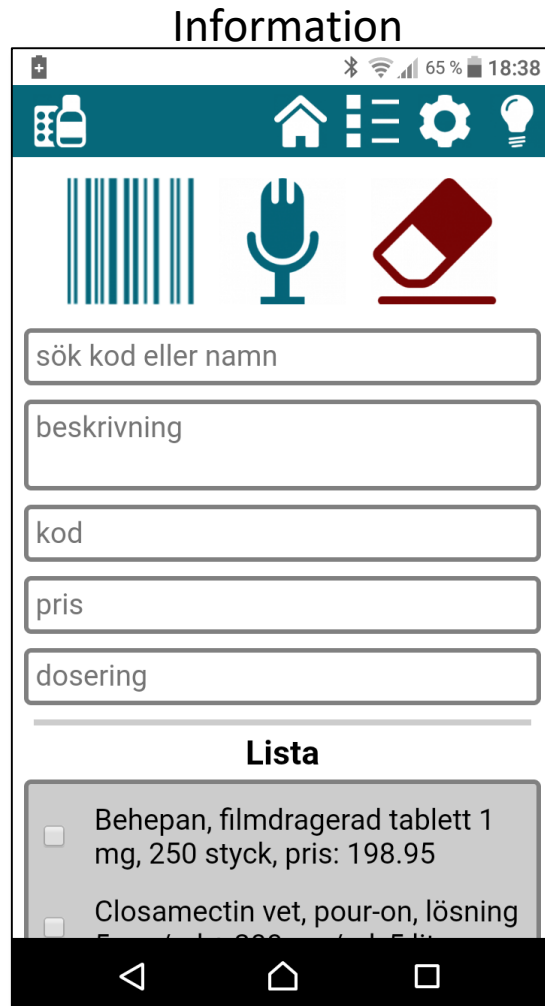 Information
65 % 18:38
sök kod eller namn
beskrivning
kod
pris
dosering
Lista
Behepan, filmdragerad tablett 1
mg, 250 styck, pris: 198.95
Closamectin vet, pour-on, lösning